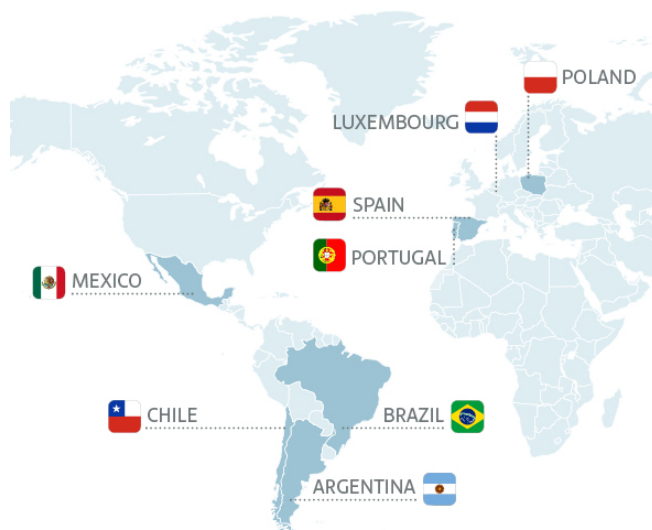 POLAND
LUXEMBOURG
SPAIN
PORTUGAL
MEXICO
CHILE
BRAZIL
ARGENTINA